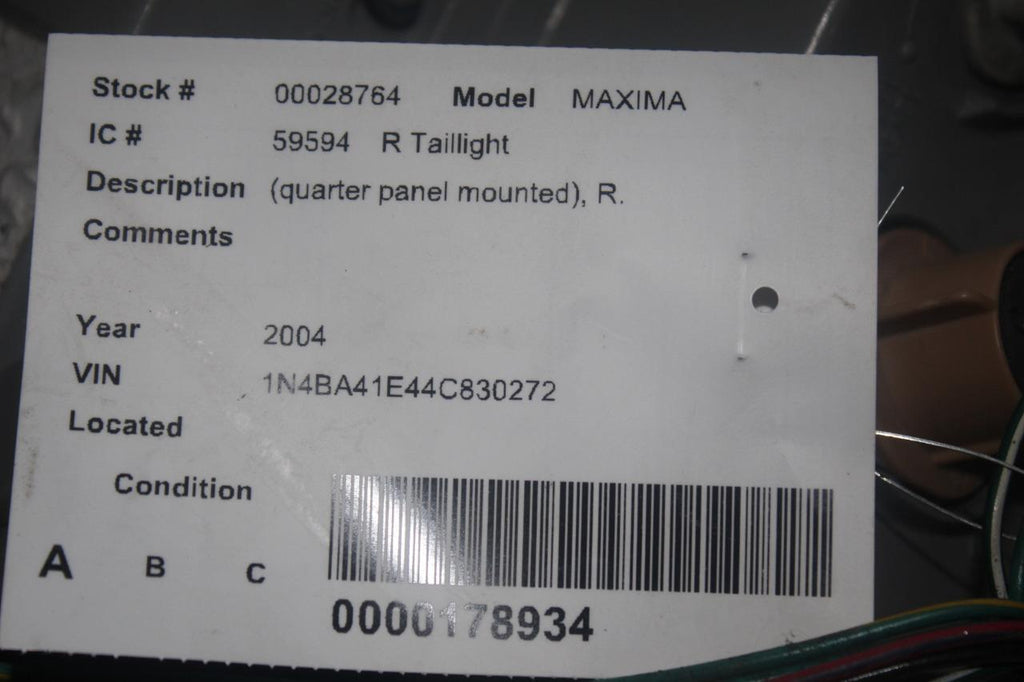 Stock # 00028764 Model MAXIMA
IC # 59594 R Taillight
Description (quarter panel mounted), R.
Comments
Year 2004
VIN 1N4BA41E44C830272
Located
Condition
A B C
0000178934